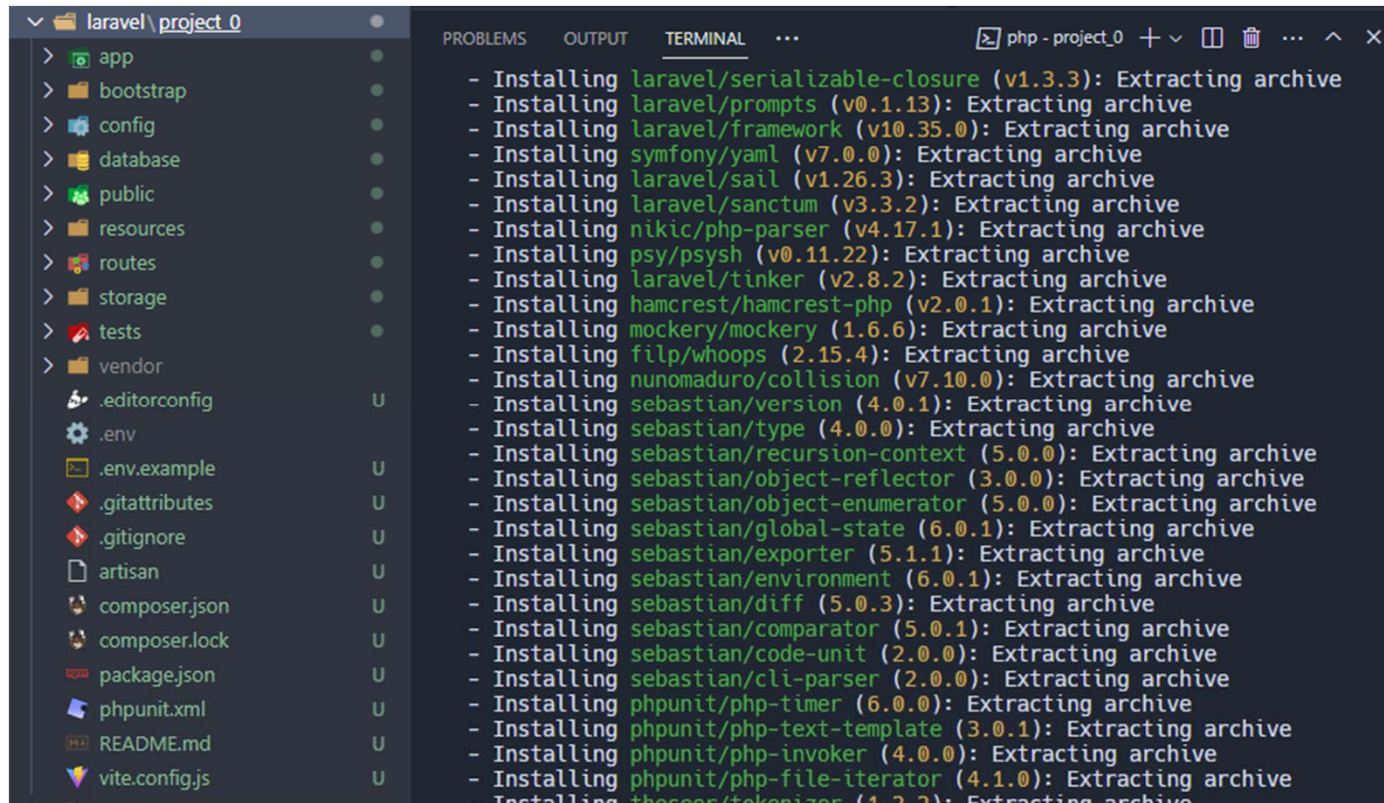 laravel\project_0
app
bootstrap
config
database
public
resources
routes
storage
tests
vendor
.editorconfig U
.env
.env.example U
.gitattributes U
.gitignore U
artisan U
composer.json U
composer.lock U
package.json U
phpunit.xml U
README.md U
vite.config.js U
PROBLEMS OUTPUT TERMINAL ... php - project_0
- Installing laravel/serializable-closure (v1.3.3): Extracting archive
- Installing laravel/prompts (v0.1.13): Extracting archive
- Installing laravel/framework (v10.35.0): Extracting archive
- Installing symfony/yaml (v7.0.0): Extracting archive
- Installing laravel/sail (v1.26.3): Extracting archive
- Installing laravel/sanctum (v3.3.2): Extracting archive
- Installing nikic/php-parser (v4.17.1): Extracting archive
- Installing psy/psysh (v0.11.22): Extracting archive
- Installing laravel/tinker (v2.8.2): Extracting archive
- Installing hamcrest/hamcrest-php (v2.0.1): Extracting archive
- Installing mockery/mockery (1.6.6): Extracting archive
- Installing filp/whoops (2.15.4): Extracting archive
- Installing nunomaduro/collision (v7.10.0): Extracting archive
- Installing sebastian/version (4.0.1): Extracting archive
- Installing sebastian/type (4.0.0): Extracting archive
- Installing sebastian/recursion-context (5.0.0): Extracting archive
- Installing sebastian/object-reflector (3.0.0): Extracting archive
- Installing sebastian/object-enumerator (5.0.0): Extracting archive
- Installing sebastian/global-state (6.0.1): Extracting archive
- Installing sebastian/exporter (5.1.1): Extracting archive
- Installing sebastian/environment (6.0.1): Extracting archive
- Installing sebastian/diff (5.0.3): Extracting archive
- Installing sebastian/comparator (5.0.1): Extracting archive
- Installing sebastian/code-unit (2.0.0): Extracting archive
- Installing sebastian/cli-parser (2.0.0): Extracting archive
- Installing phpunit/php-timer (6.0.0): Extracting archive
- Installing phpunit/php-text-template (3.0.1): Extracting archive
- Installing phpunit/php-invoker (4.0.0): Extracting archive
- Installing phpunit/php-file-iterator (4.1.0): Extracting archive
- Installing theseer/tokenizer (1.2.2): Extracting archive